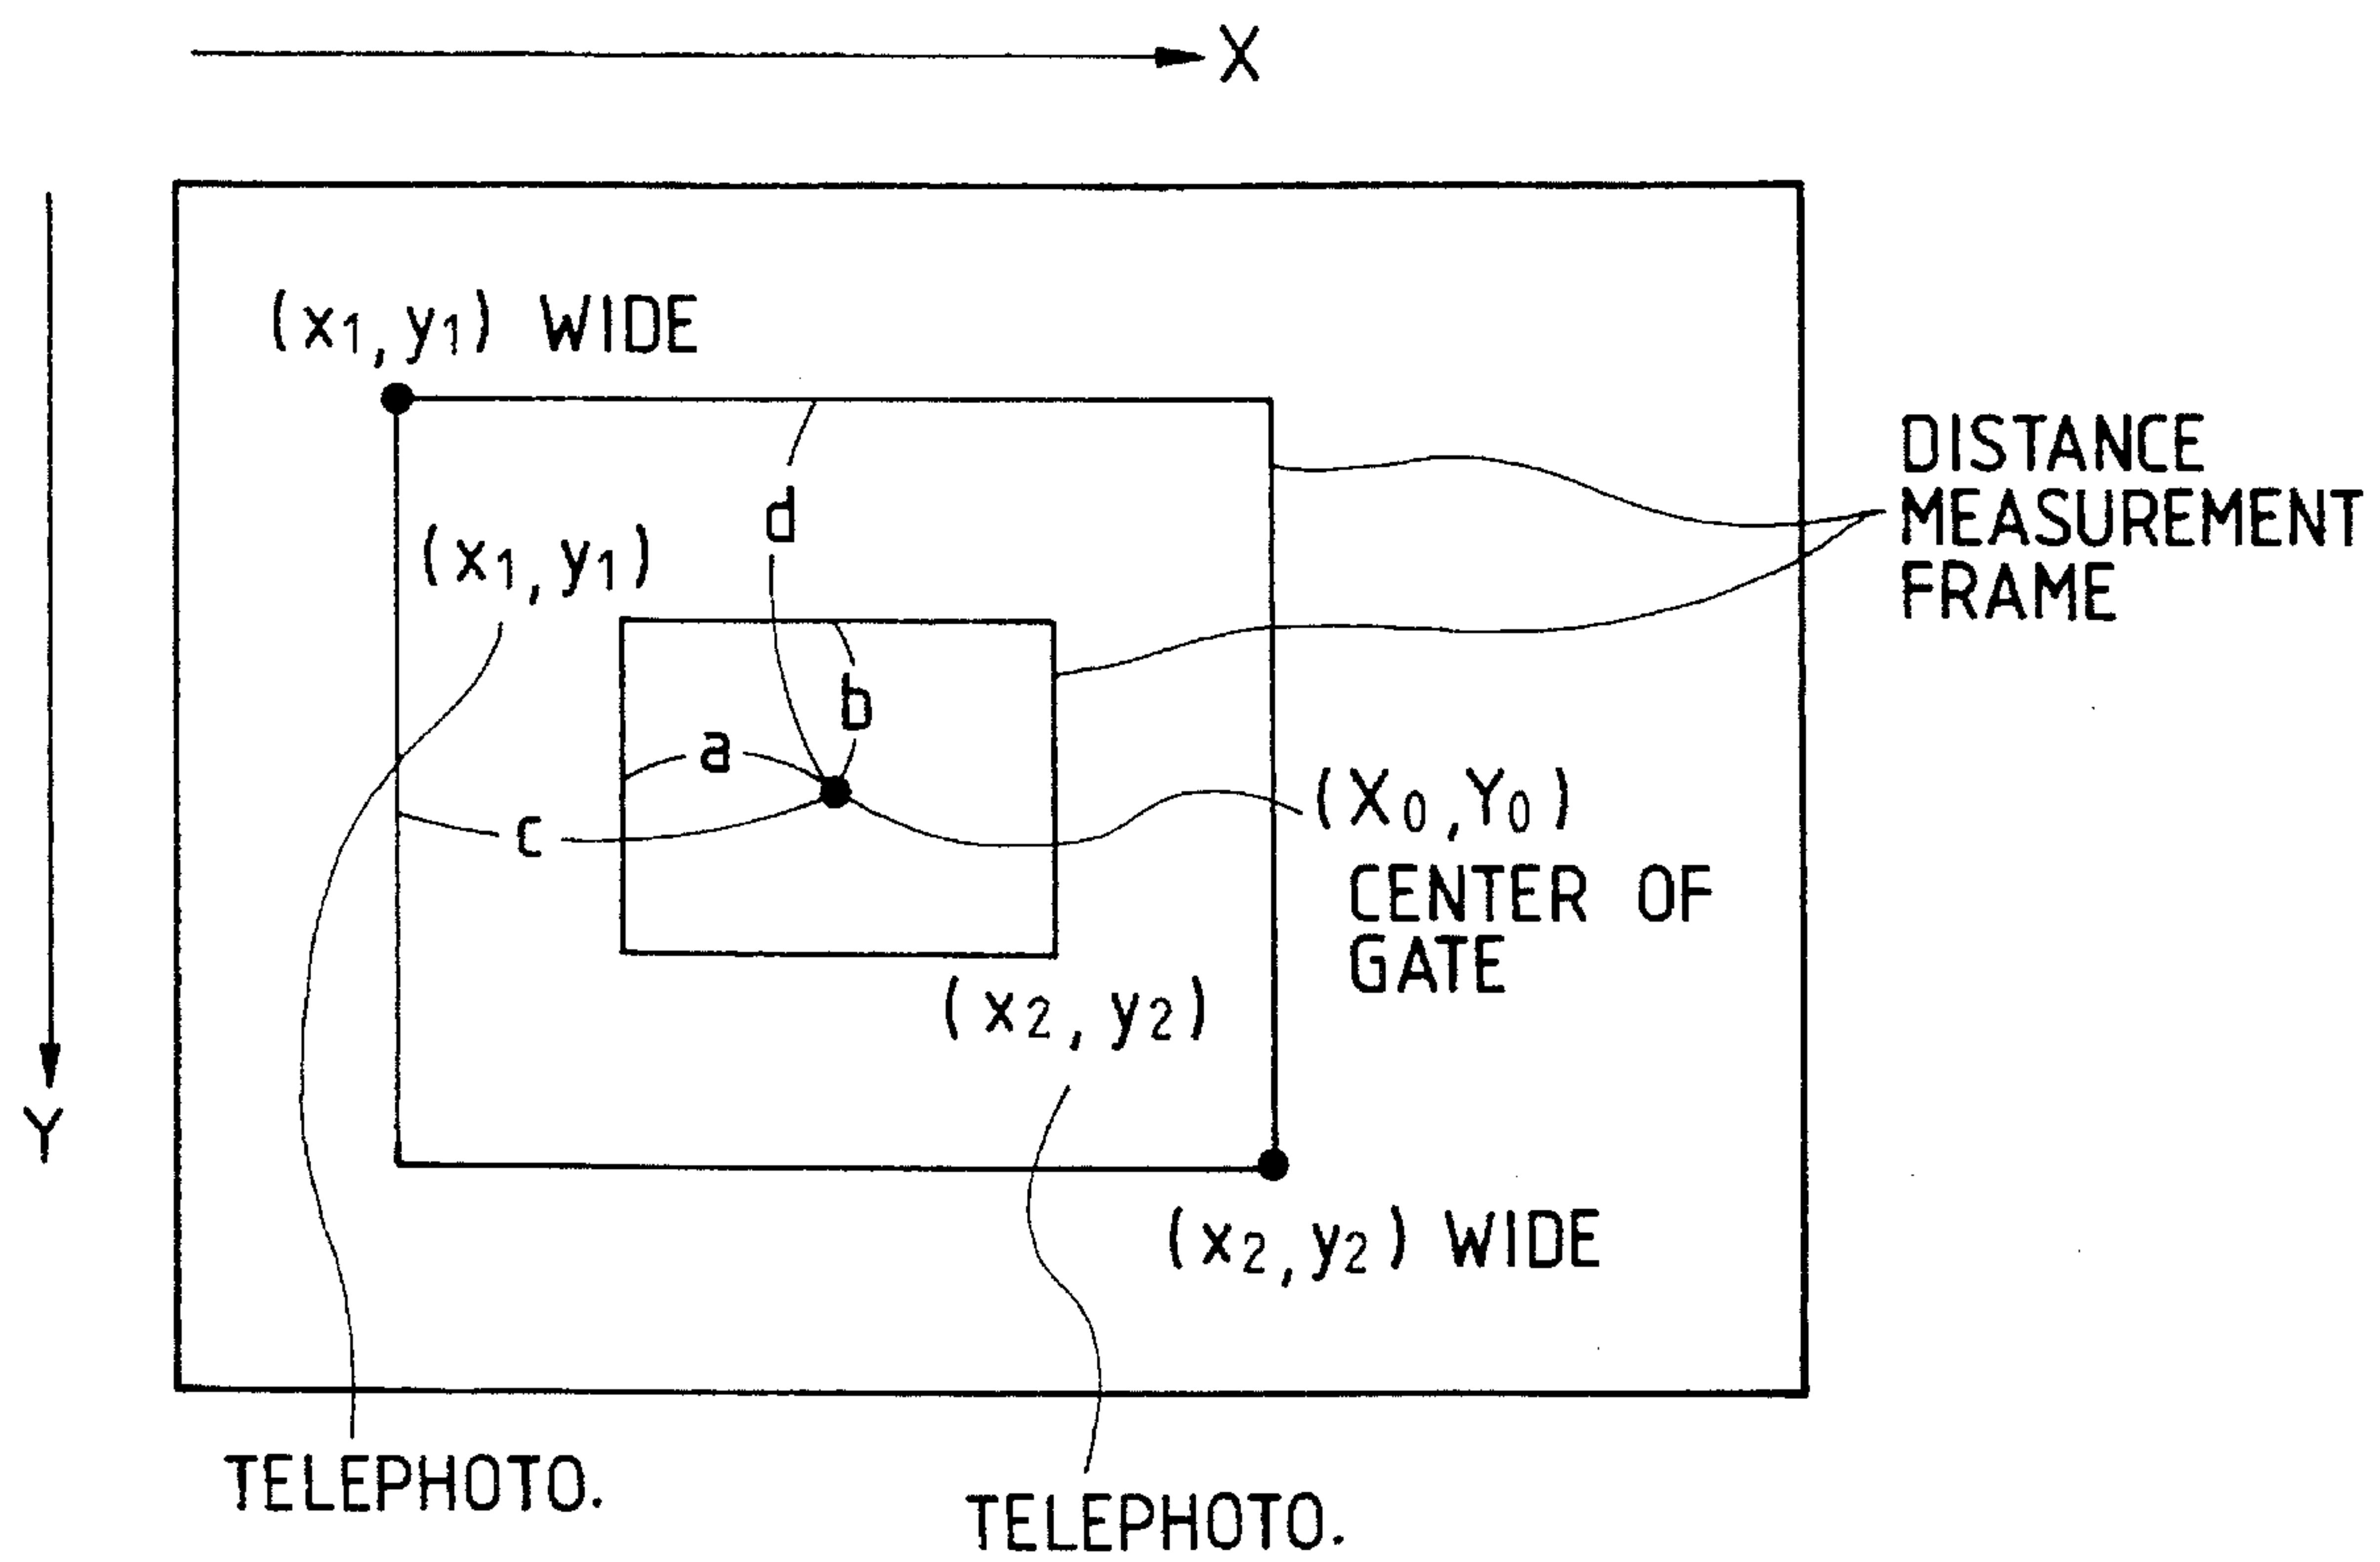 X
(x1,y1) WIDE
DISTANCE
MEASUREMENT
FRAME
d
(x1,y1)
b
a
c
(X0,Y0)
CENTER OF
GATE
(x2,y2)
Y
(x2,y2) WIDE
TELEPHOTO.
TELEPHOTO.